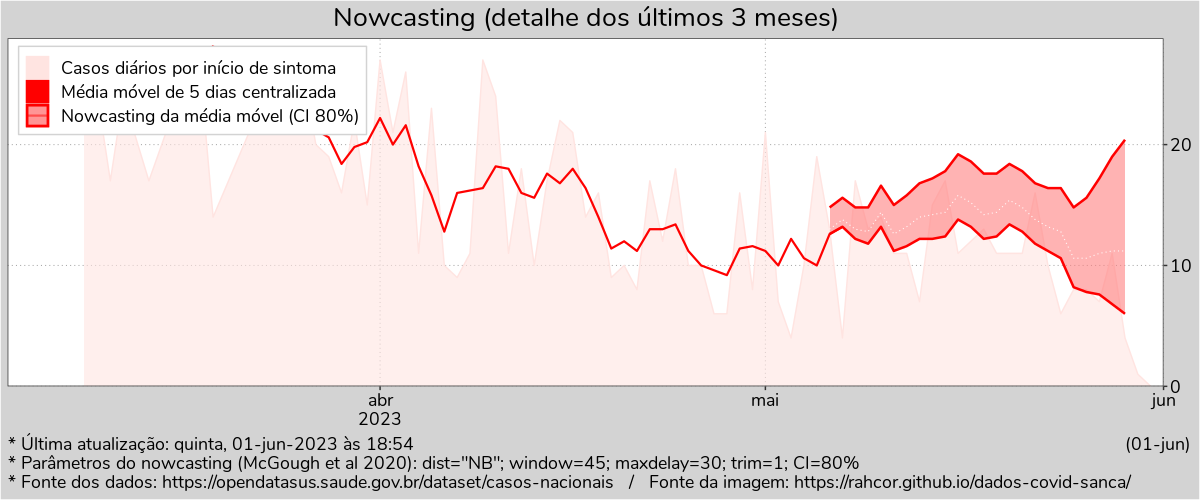 Nowcasting (detalhe dos últimos 3 meses)
Casos diários por início de sintoma
Média móvel de 5 dias centralizada
Nowcasting da média móvel (CI 80%)
20
10
0
abr
2023
mai
jun
* Última atualização: quinta, 01-jun-2023 às 18:54
(01-jun)
* Parâmetros do nowcasting (McGough et al 2020): dist="NB"; window=45; maxdelay=30; trim=1; CI=80%
* Fonte dos dados: https://opendatasus.saude.gov.br/dataset/casos-nacionais / Fonte da imagem: https://rahcor.github.io/dados-covid-sanca/